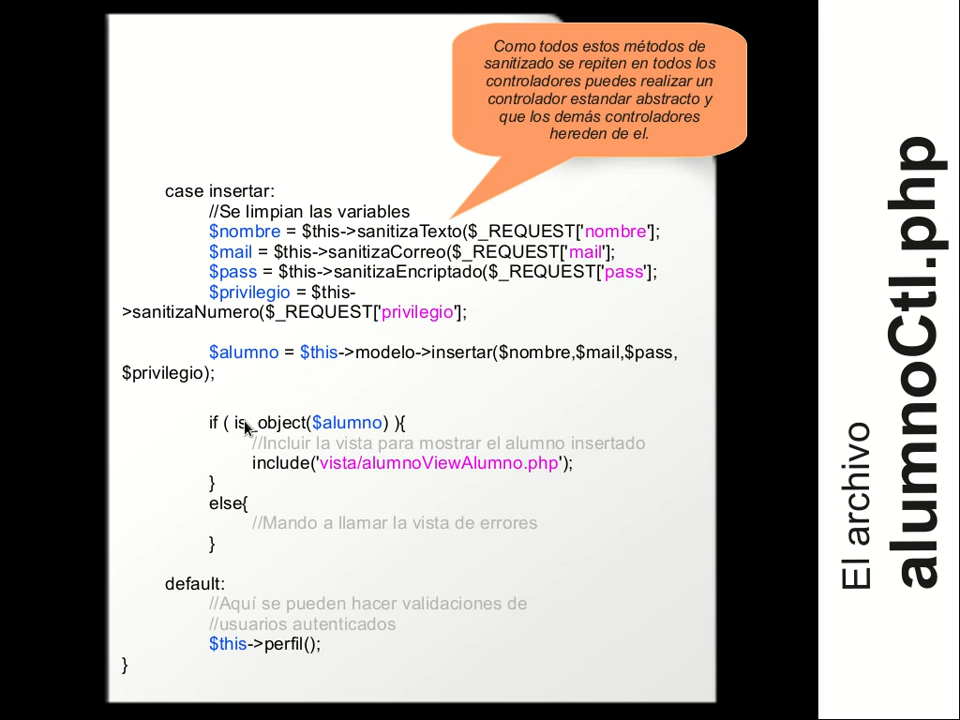 Como todos estos métodos de
sanitizado se repiten en todos los
controladores puedes realizar un
controlador estandar abstracto y
que los demás controladores
hereden de el.
case insertar:
//Se limpian las variables
$nombre = $this->sanitizaTexto($_REQUEST['nombre'];
$mail = $this->sanitizaCorreo($_REQUEST['mail'];
$pass = $this->sanitizaEncriptado($_REQUEST['pass'];
$privilegio = $this-
>sanitizaNumero($_REQUEST['privilegio'];
$alumno = $this->modelo->insertar($nombre,$mail,$pass,
$privilegio);
if ( is_object($alumno) ){
//Incluir la vista para mostrar el alumno insertado
include('vista/alumnoViewAlumno.php');
}
else{
//Mando a llamar la vista de errores
}
default:
//Aquí se pueden hacer validaciones de
//usuarios autenticados
$this->perfil();
}
El archivo
alumnoCtl.php